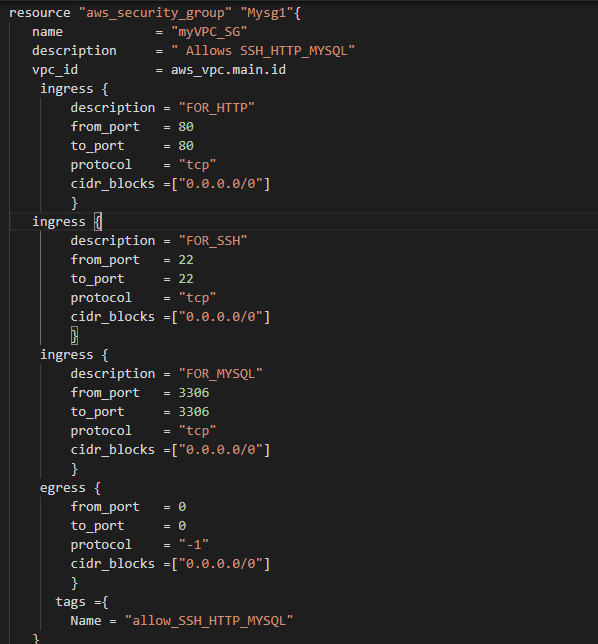 resource "aws_security_group" "Mysg1"{
name = "myVPC_SG"
description = " Allows SSH_HTTP_MYSQL"
vpc_id = aws_vpc.main.id
ingress {
description = "FOR_HTTP"
from_port = 80
to_port = 80
protocol = "tcp"
cidr_blocks =["0.0.0.0/0"]
}
ingress {
description = "FOR_SSH"
from_port = 22
to_port = 22
protocol = "tcp"
cidr_blocks =["0.0.0.0/0"]
}
ingress {
description = "FOR_MYSQL"
from_port = 3306
to_port = 3306
protocol = "tcp"
cidr_blocks =["0.0.0.0/0"]
}
egress {
from_port = 0
to_port = 0
protocol = "-1"
cidr_blocks =["0.0.0.0/0"]
}
tags ={
Name = "allow_SSH_HTTP_MYSQL"
}